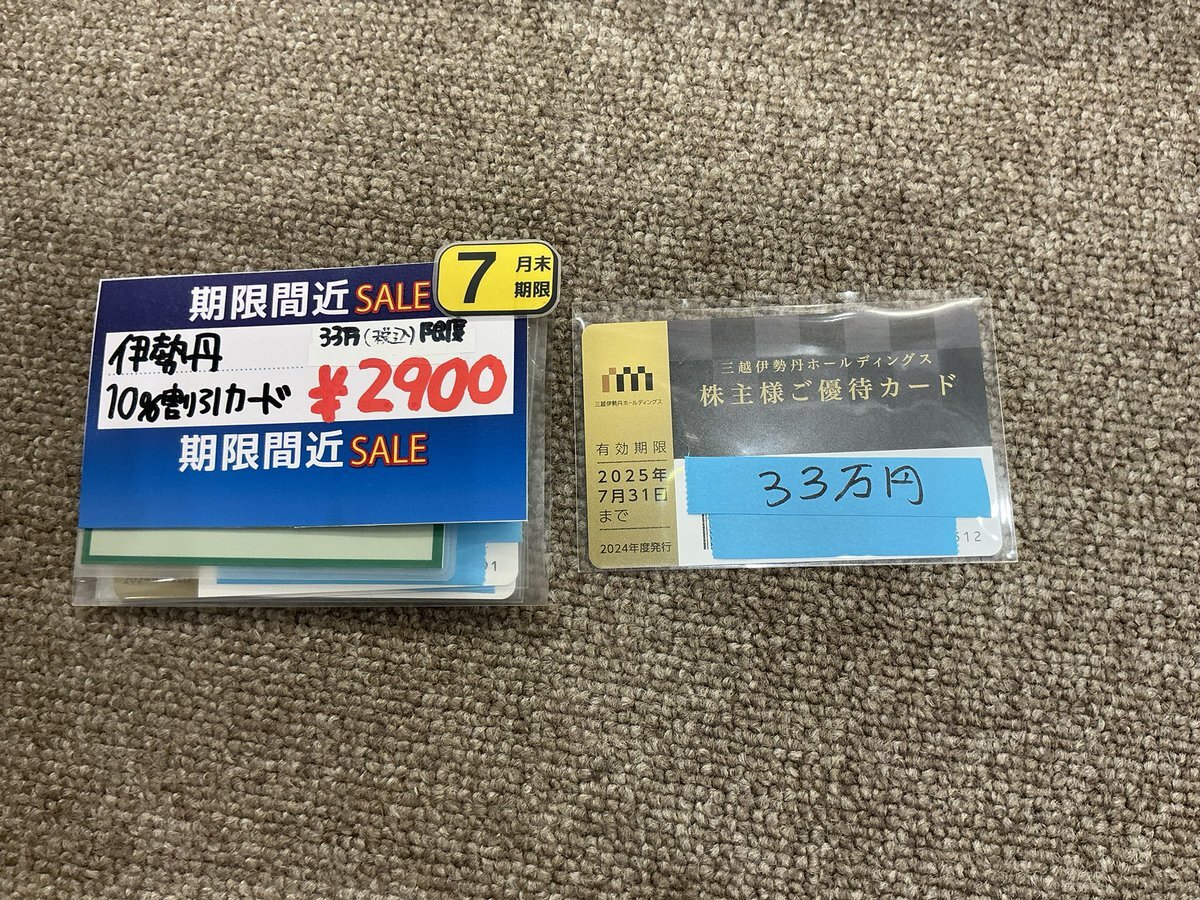 7
月末
期限
期限間近SALE
伊勢丹
33万(税込)限度
10%割引カード
¥2900
期限間近SALE
三越伊勢丹ホールディングス
三越伊勢丹ホールディングス
株主様ご優待カード
有効期限
2025年
7月31日
まで
2024年度発行
33万円
512